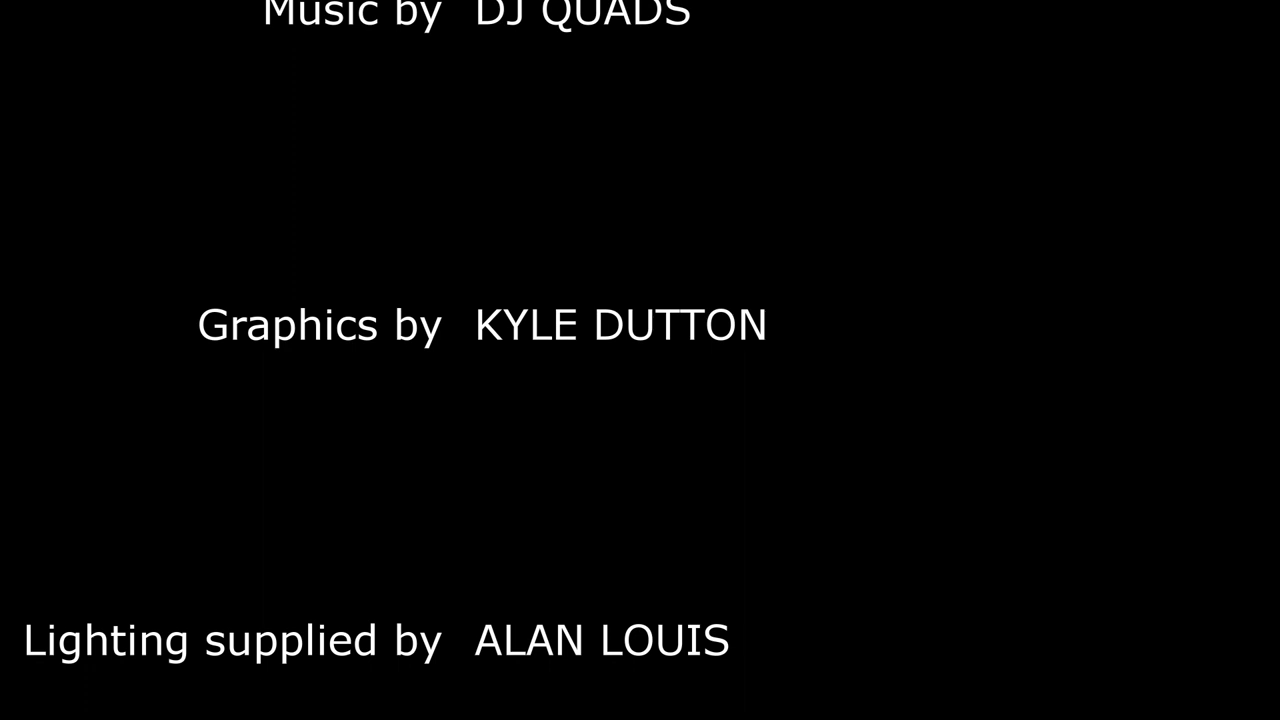 Music by DJ QUADS
Graphics by KYLE DUTTON
Lighting supplied by ALAN LOUIS